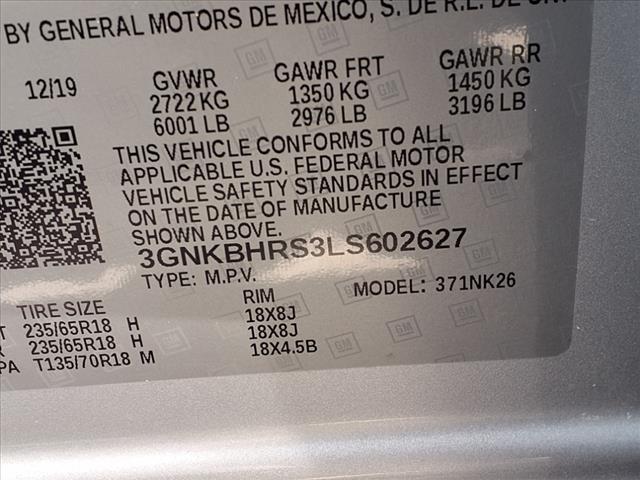 BY GENERAL MOTORS DE MEXICO, S. DE R.L. DE
12/19 GVWR GAWR FRT GAWR RR
2722 KG 1350 KG 1450 KG
6001 LB 2976 LB 3196 LB
THIS VEHICLE CONFORMS TO ALL
APPLICABLE U.S. FEDERAL MOTOR
VEHICLE SAFETY STANDARDS IN EFFECT
ON THE DATE OF MANUFACTURE
SHOWN ABOVE.
3GNKBHRS3LS602627
TYPE: M.P.V. MODEL: 371NK26
TIRE SIZE RIM
235/65R18 H 18X8J
235/65R18 H 18X8J
PA T135/70R18 M 18X4.5B